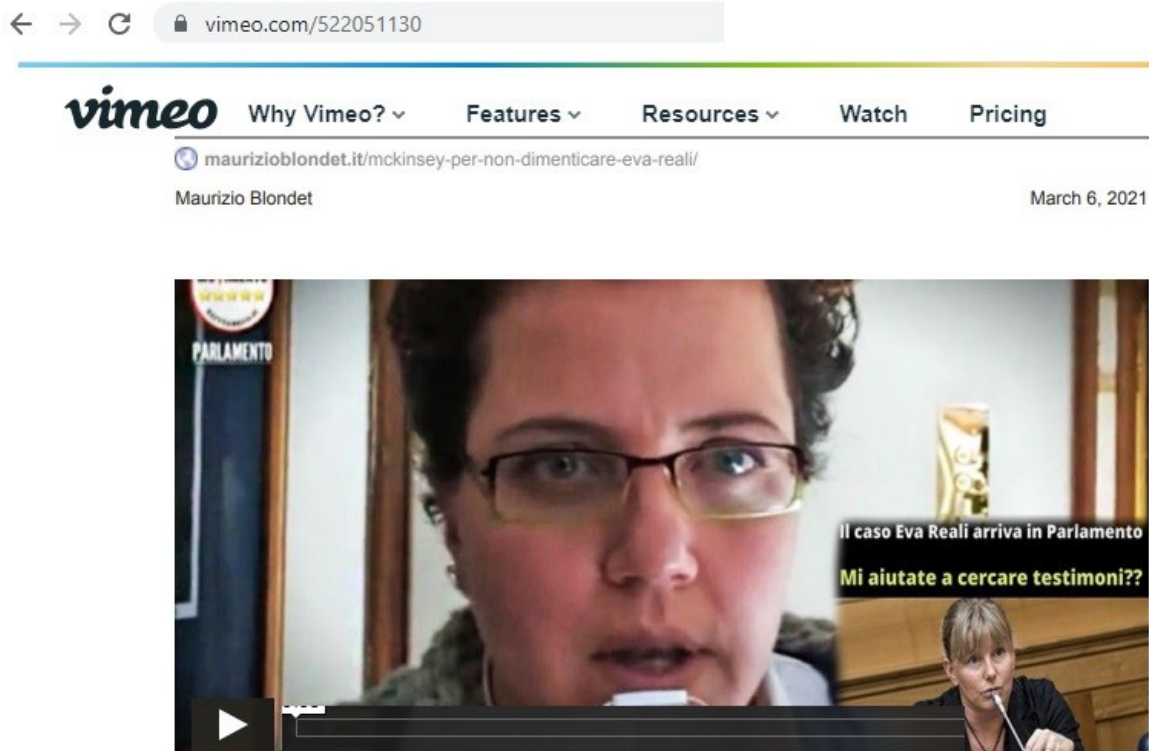 vimeo.com/522051130
vimeo Why Vimeo? Features Resources Watch Pricing
maurizioblondet.it/mckinsey-per-non-dimenticare-eva-reali/
Maurizio Blondet March 6, 2021
PARLAMENTO
Il caso Eva Reali arriva in Parlamento
Mi aiutate a cercare testimoni??